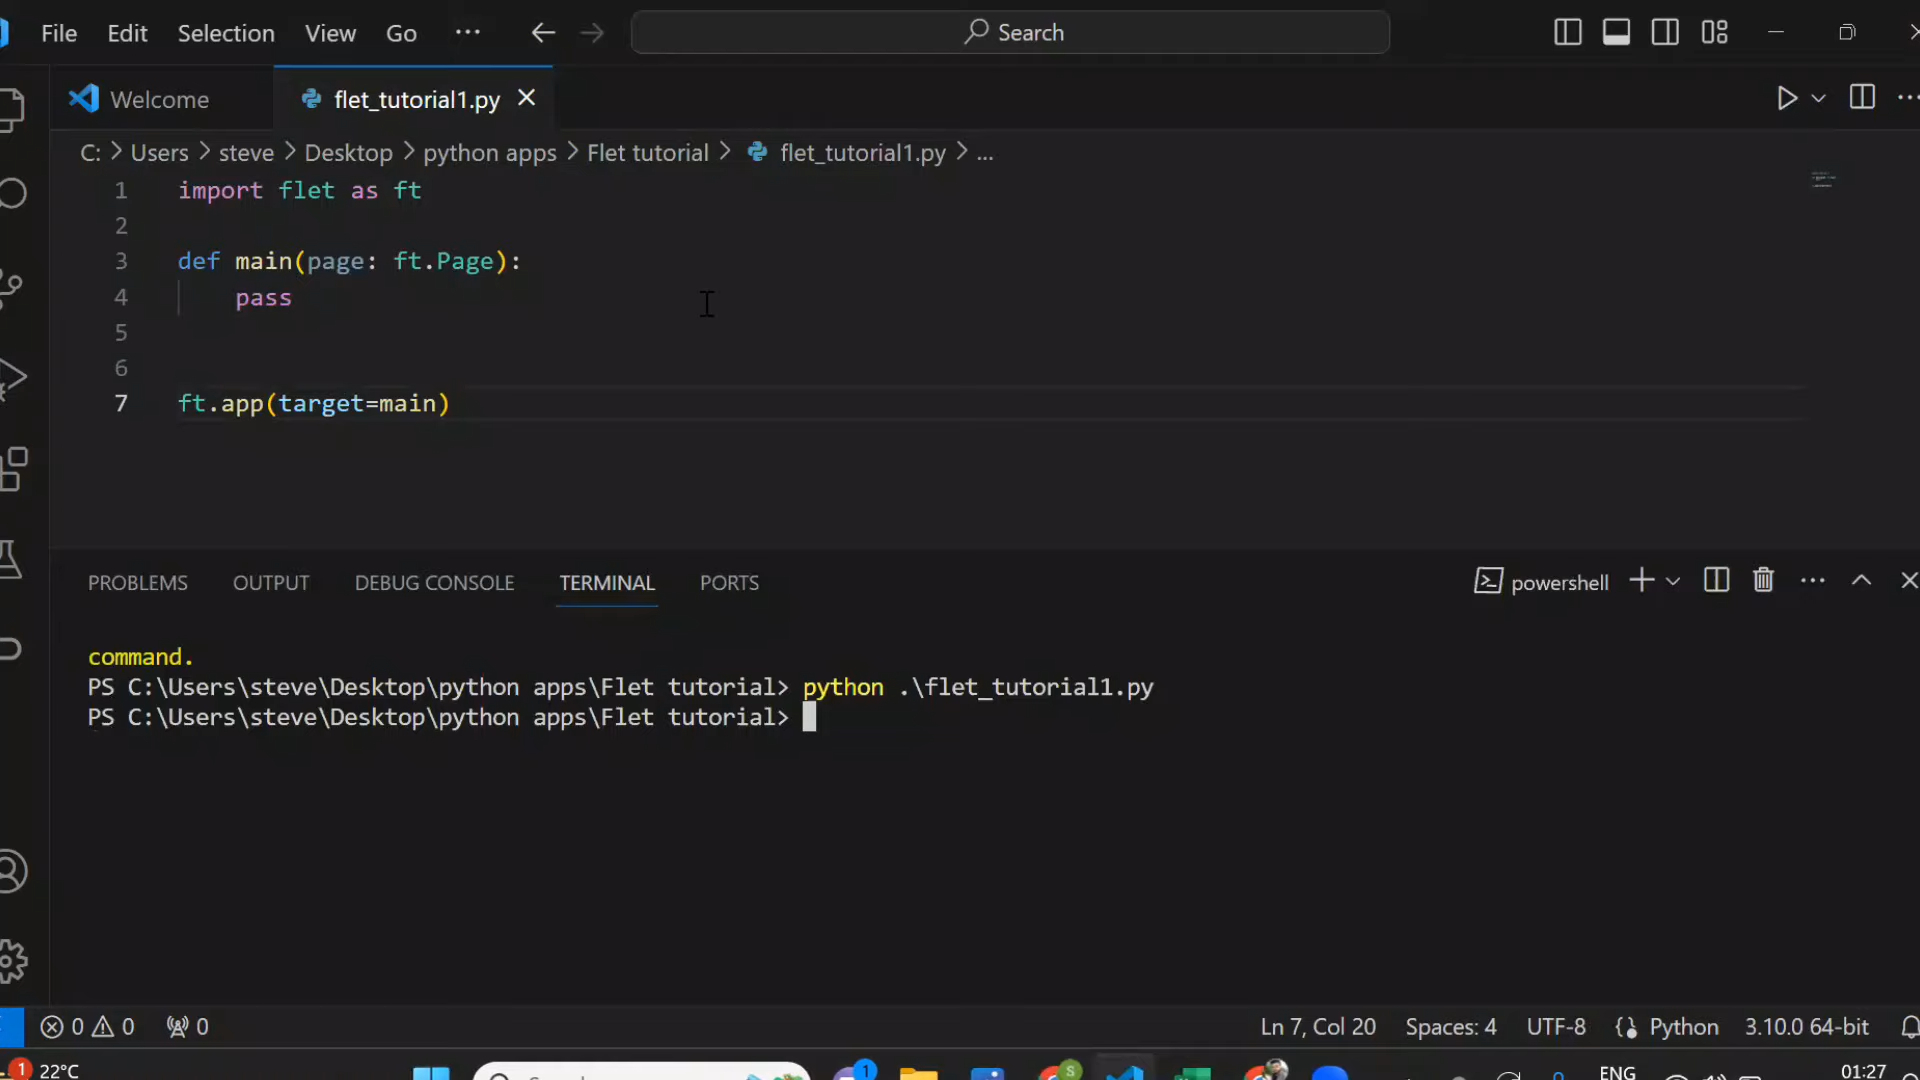 File Edit Selection View Go ... Search
Welcome flet_tutorial1.py
C: > Users > steve > Desktop > python apps > Flet tutorial > flet_tutorial1.py > ...
1 import flet as ft
2
3 def main(page: ft.Page):
4 pass
5
6
7 ft.app(target=main)
PROBLEMS OUTPUT DEBUG CONSOLE TERMINAL PORTS powershell
command.
PS C:\Users\steve\Desktop\python apps\Flet tutorial> python .\flet_tutorial1.py
PS C:\Users\steve\Desktop\python apps\Flet tutorial>
0 0 0 Ln 7, Col 20 Spaces: 4 UTF-8 Python 3.10.0 64-bit
1 22°C 1 S ENG 01:27